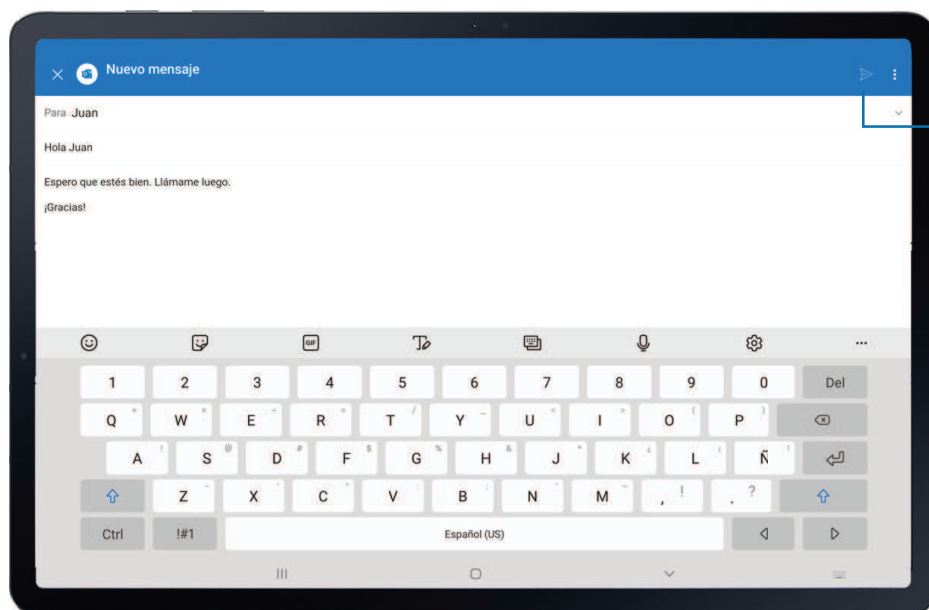 Nuevo mensaje
Para Juan
Hola Juan
Espero que estés bien. Llámame luego.
¡Gracias!
GIF
1 2 3 4 5 6 7 8 9 0 Del
Q W E R T Y U I O P
A S D F G H J K L Ñ
Z X C V B N M , ! . ?
Ctrl !#1 Español (US)